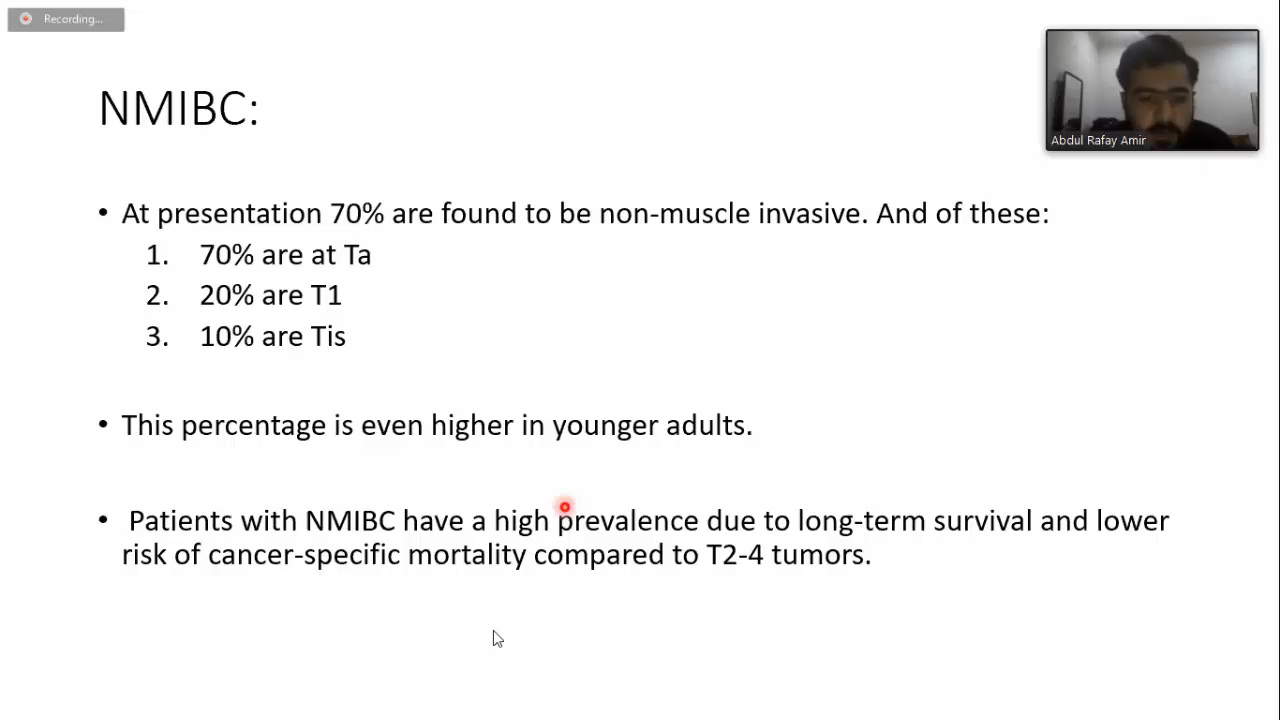 Recording...
NMIBC:
Abdul Rafay Amir
• At presentation 70% are found to be non-muscle invasive. And of these:
1. 70% are at Ta
2. 20% are T1
3. 10% are Tis
• This percentage is even higher in younger adults.
• Patients with NMIBC have a high prevalence due to long-term survival and lower
risk of cancer-specific mortality compared to T2-4 tumors.